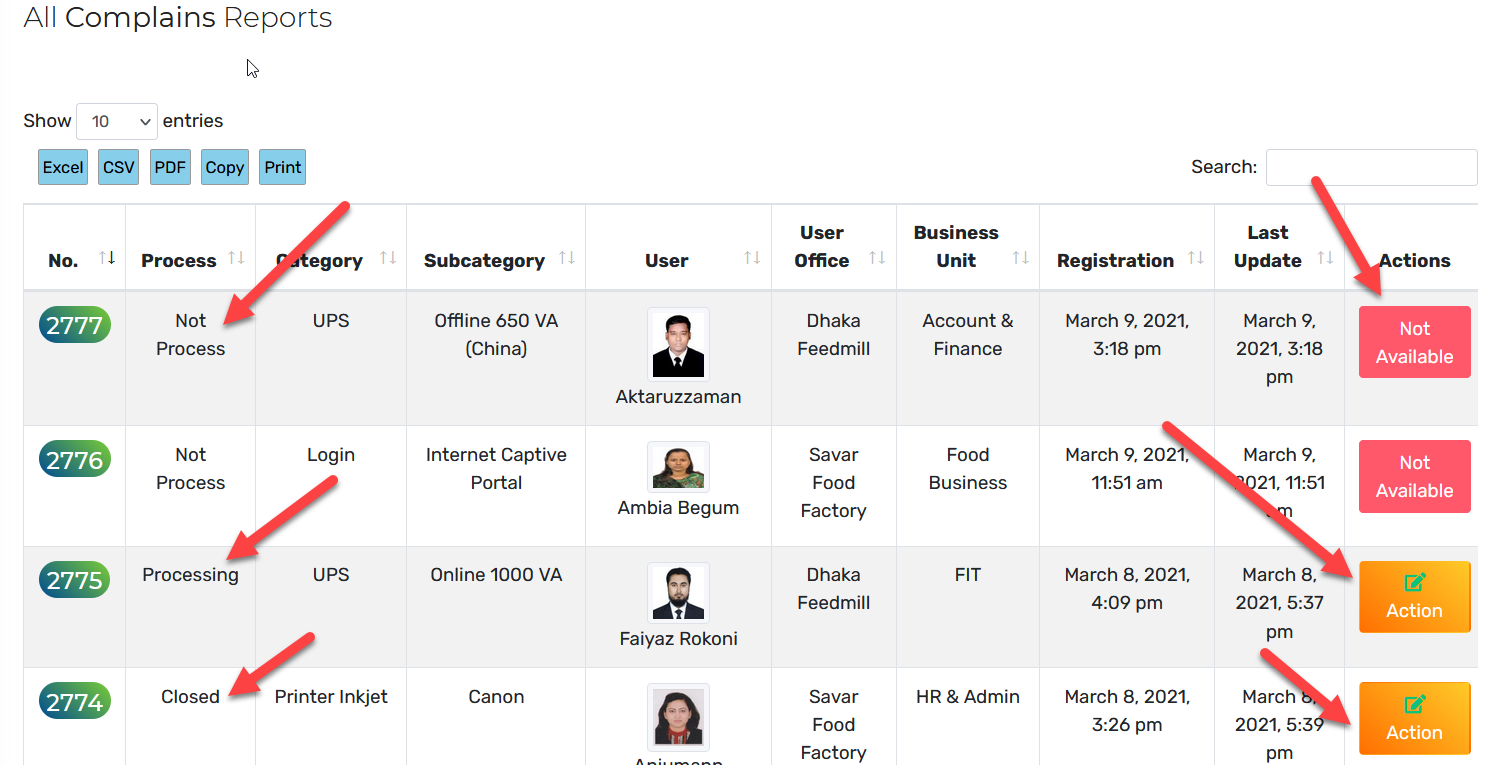 All Complains Reports
Show 10 entries
Excel CSV PDF Copy Print
Search:
No. Process Category Subcategory User User Office Business Unit Registration Last Update Actions
2777 Not Process UPS Offline 650 VA (China) Aktaruzzaman Dhaka Feedmill Account & Finance March 9, 2021, 3:18 pm March 9, 2021, 3:18 pm Not Available
2776 Not Process Login Internet Captive Portal Ambia Begum Savar Food Factory Food Business March 9, 2021, 11:51 am March 9, 2021, 11:51 am Not Available
2775 Processing UPS Online 1000 VA Faiyaz Rokoni Dhaka Feedmill FIT March 8, 2021, 4:09 pm March 8, 2021, 5:37 pm Action
2774 Closed Printer Inkjet Canon Savar Food Factory HR & Admin March 8, 2021, 3:26 pm March 8, 2021, 5:39 pm Action